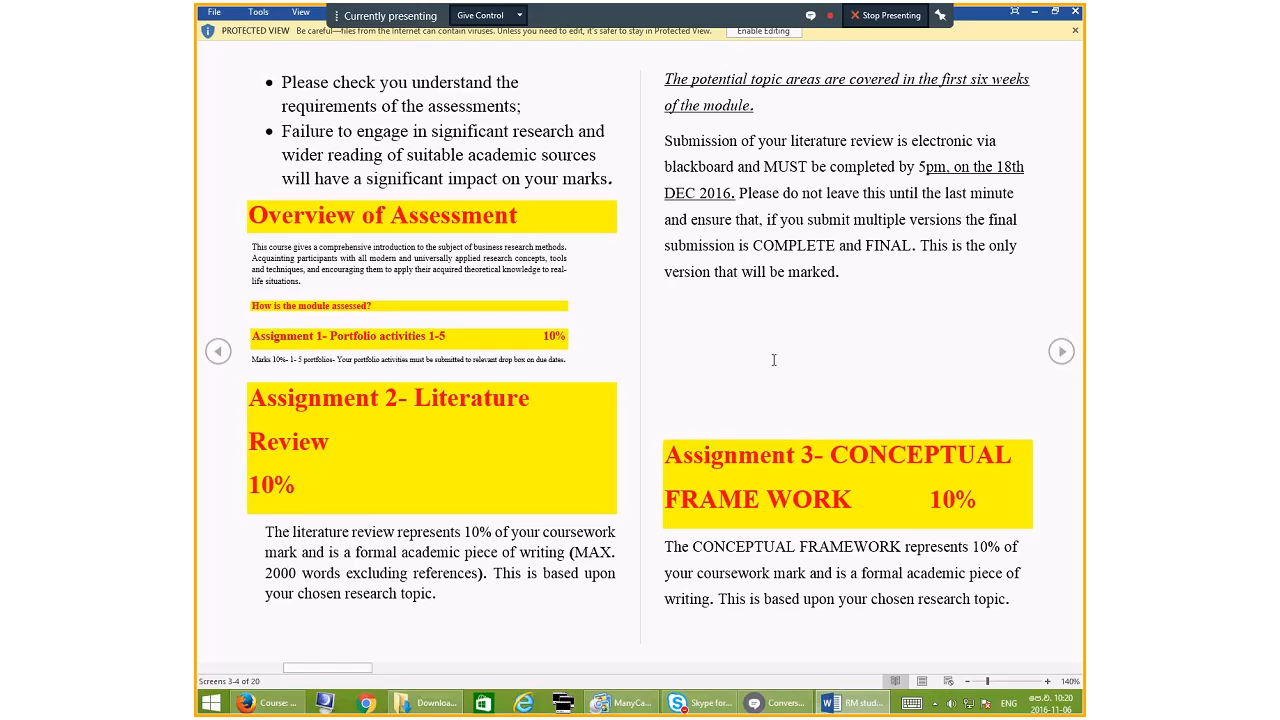 File Tools View
Currently presenting Give Control Stop Presenting
PROTECTED VIEW Be careful—files from the Internet can contain viruses. Unless you need to edit, it's safer to stay in Protected View. Enable Editing
Please check you understand the
requirements of the assessments;
Failure to engage in significant research and
wider reading of suitable academic sources
will have a significant impact on your marks.
Overview of Assessment
This course gives a comprehensive introduction to the subject of business research methods.
Acquainting participants with all modern and universally applied research concepts, tools
and techniques, and encouraging them to apply their acquired theoretical knowledge to real-
life situations.
How is the module assessed?
Assignment 1- Portfolio activities 1-5 10%
Marks 10%- 1- 5 portfolios- Your portfolio activities must be submitted to relevant drop box on due dates.
Assignment 2- Literature
Review
10%
The literature review represents 10% of your coursework
mark and is a formal academic piece of writing (MAX.
2000 words excluding references). This is based upon
your chosen research topic.
The potential topic areas are covered in the first six weeks
of the module.
Submission of your literature review is electronic via
blackboard and MUST be completed by 5pm, on the 18th
DEC 2016. Please do not leave this until the last minute
and ensure that, if you submit multiple versions the final
submission is COMPLETE and FINAL. This is the only
version that will be marked.
Assignment 3- CONCEPTUAL
FRAME WORK 10%
The CONCEPTUAL FRAMEWORK represents 10% of
your coursework mark and is a formal academic piece of
writing. This is based upon your chosen research topic.
Screens 3-4 of 20 140%
Course: ... Downloa... ManyCa... Skype for... Convers... RM stud... ENG 10:20
2016-11-06